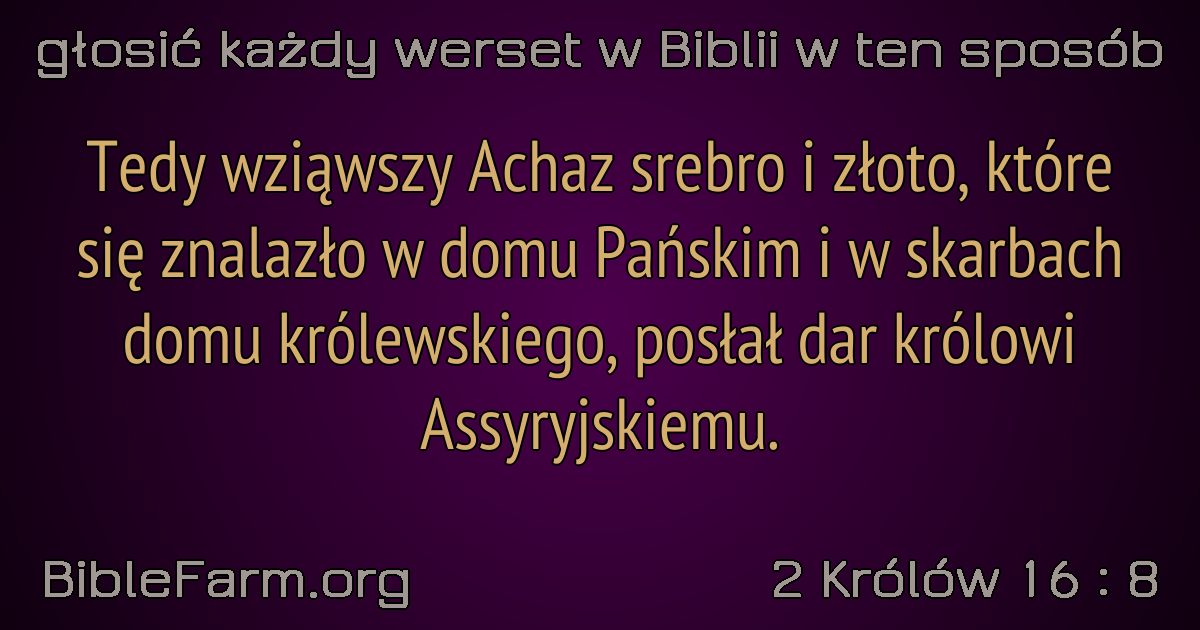 głosić każdy werset w Biblii w ten sposób
Tedy wziąwszy Achaz srebro i złoto, które
się znalazło w domu Pańskim i w skarbach
domu królewskiego, posłał dar królowi
Assyryjskiemu.
BibleFarm.org
2 Królów 16 : 8